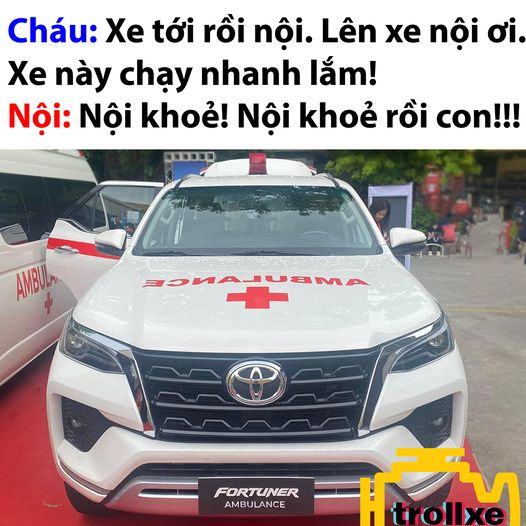 Cháu: Xe tới rồi nội. Lên xe nội ơi.
Xe này chạy nhanh lắm!
Nội: Nội khoẻ! Nội khoẻ rồi con!!!
AMBULANCE
AMBULANCE
FORTUNER
AMBULANCE
trollxe